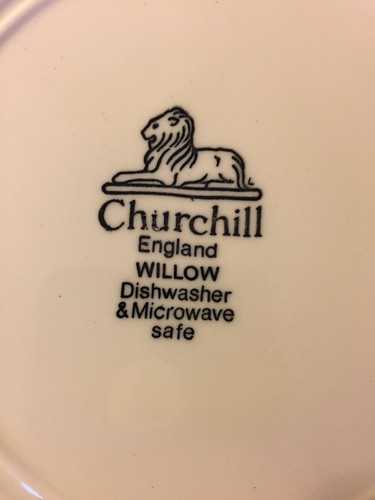 Churchill
England
WILLOW
Dishwasher
& Microwave
safe